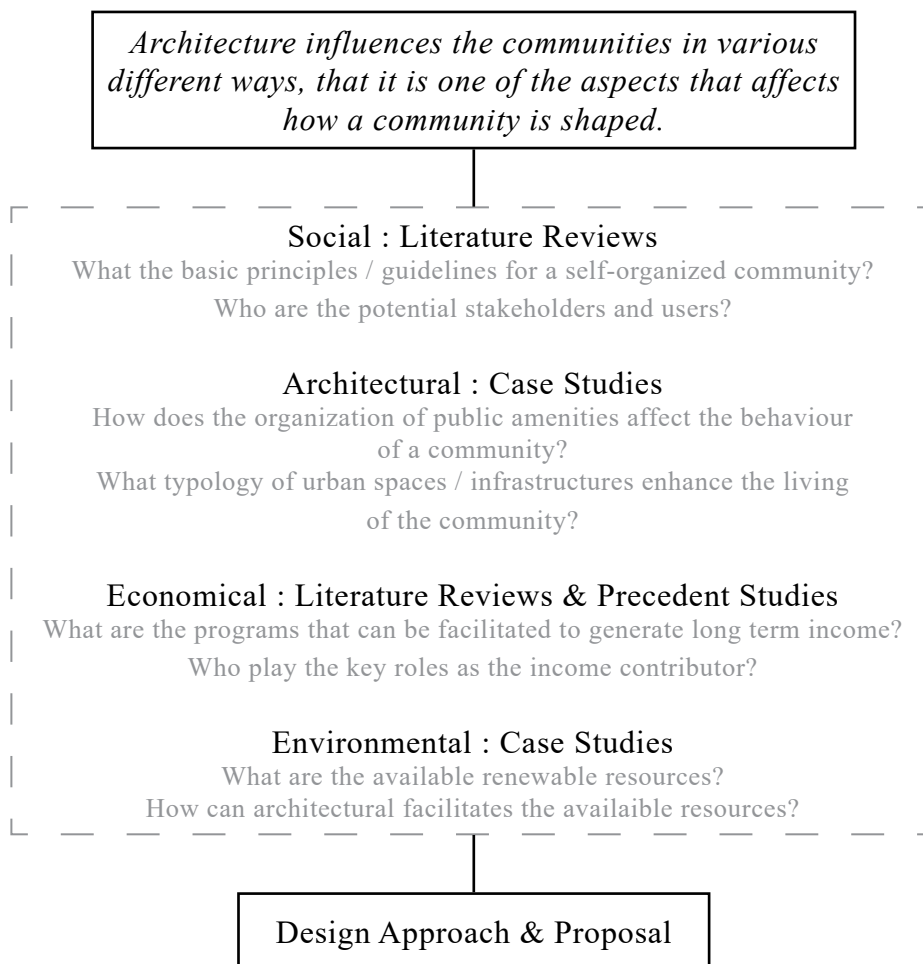 Architecture influences the communities in various
different ways, that it is one of the aspects that affects
how a community is shaped.
Social : Literature Reviews
What the basic principles / guidelines for a self-organized community?
Who are the potential stakeholders and users?
Architectural : Case Studies
How does the organization of public amenities affect the behaviour
of a community?
What typology of urban spaces / infrastructures enhance the living
of the community?
Economical : Literature Reviews & Precedent Studies
What are the programs that can be facilitated to generate long term income?
Who play the key roles as the income contributor?
Environmental : Case Studies
What are the available renewable resources?
How can architectural facilitates the availaible resources?
Design Approach & Proposal